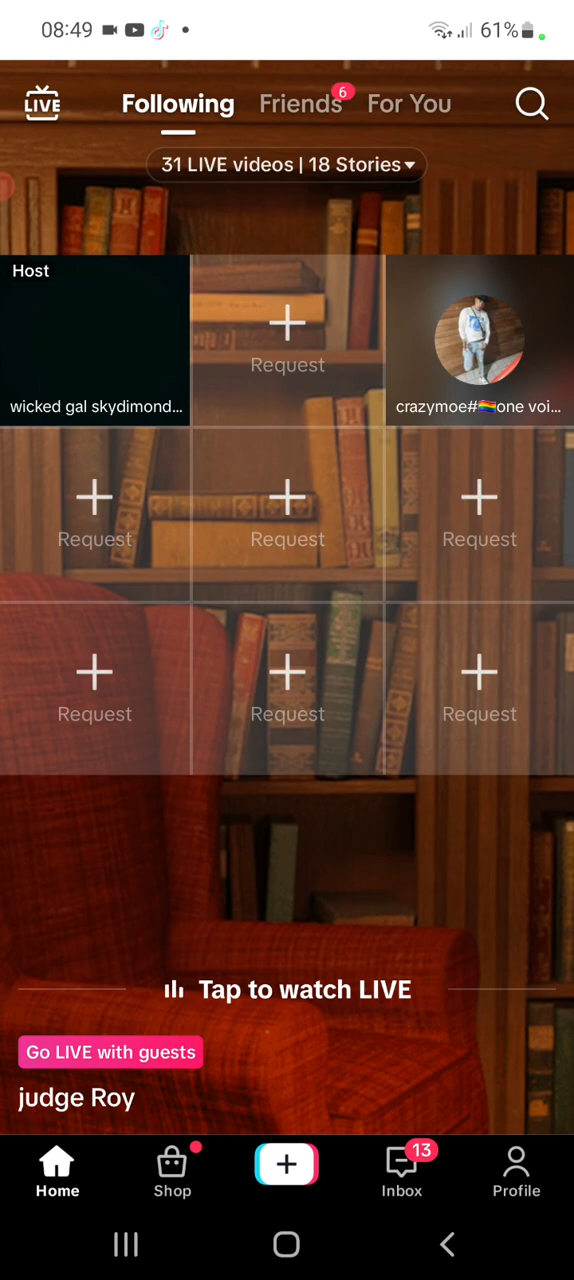 08:49 61%
LIVE Following Friends 6 For You
31 LIVE videos | 18 Stories
Host
wicked gal skydimond...
Request
crazymoe#🏳️‍🌈one voi...
Request Request Request
Request Request Request
Tap to watch LIVE
Go LIVE with guests
judge Roy
13
Home Shop Inbox Profile